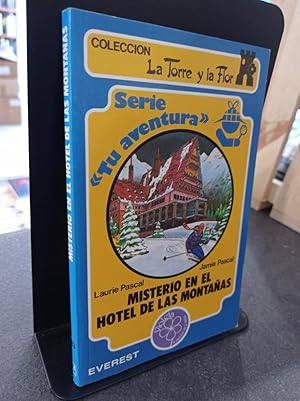 MISTERIO EN EL HOTEL DE LAS MONTAÑAS
COLECCION
La Torre y la Flor
Serie
«Tu aventura»
Laurie Pascal
Jamie Pascal
MISTERIO EN EL
HOTEL DE LAS MONTAÑAS
EVEREST